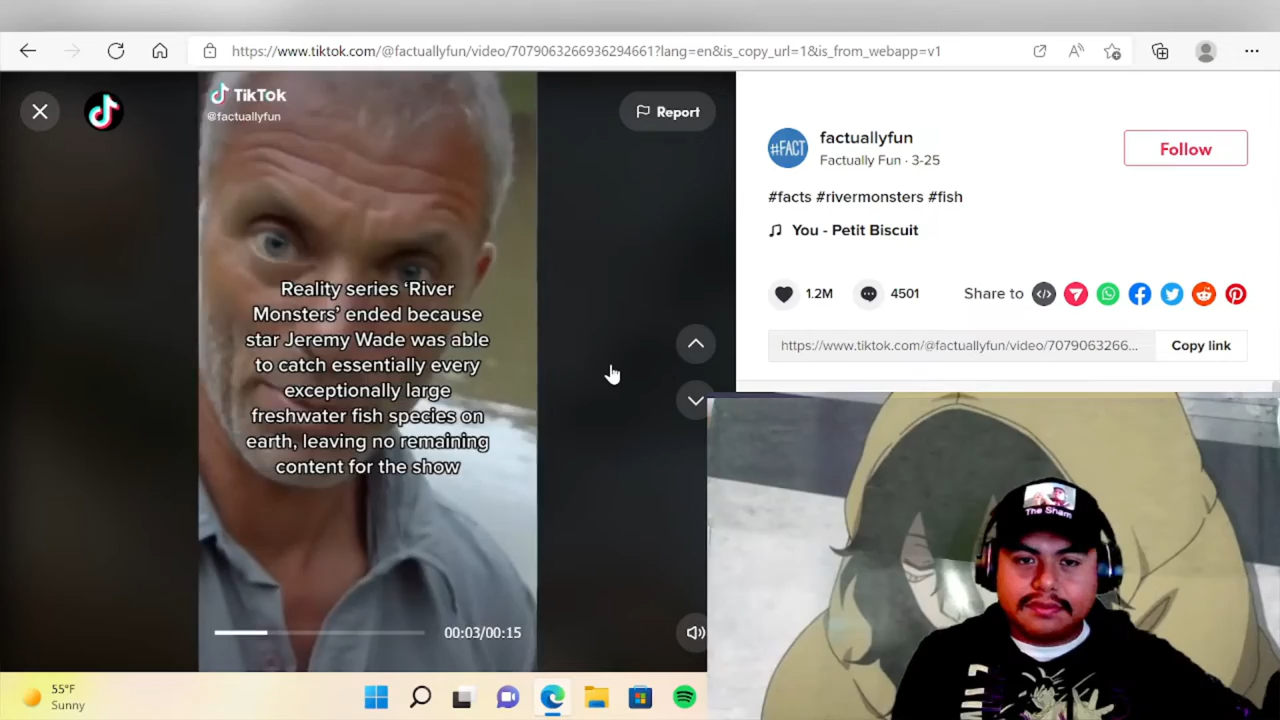 https://www.tiktok.com/@factuallyfun/video/7079063266936294661?lang=en&is_copy_url=1&is_from_webapp=v1
TikTok
@factuallyfun
Report
Reality series ‘River
Monsters’ ended because
star Jeremy Wade was able
to catch essentially every
exceptionally large
freshwater fish species on
earth, leaving no remaining
content for the show
00:03/00:15
#FACT
factuallyfun
Factually Fun · 3-25
Follow
#facts #rivermonsters #fish
You - Petit Biscuit
1.2M
4501
Share to
https://www.tiktok.com/@factuallyfun/video/7079063266...
Copy link
The Sham
55°F
Sunny